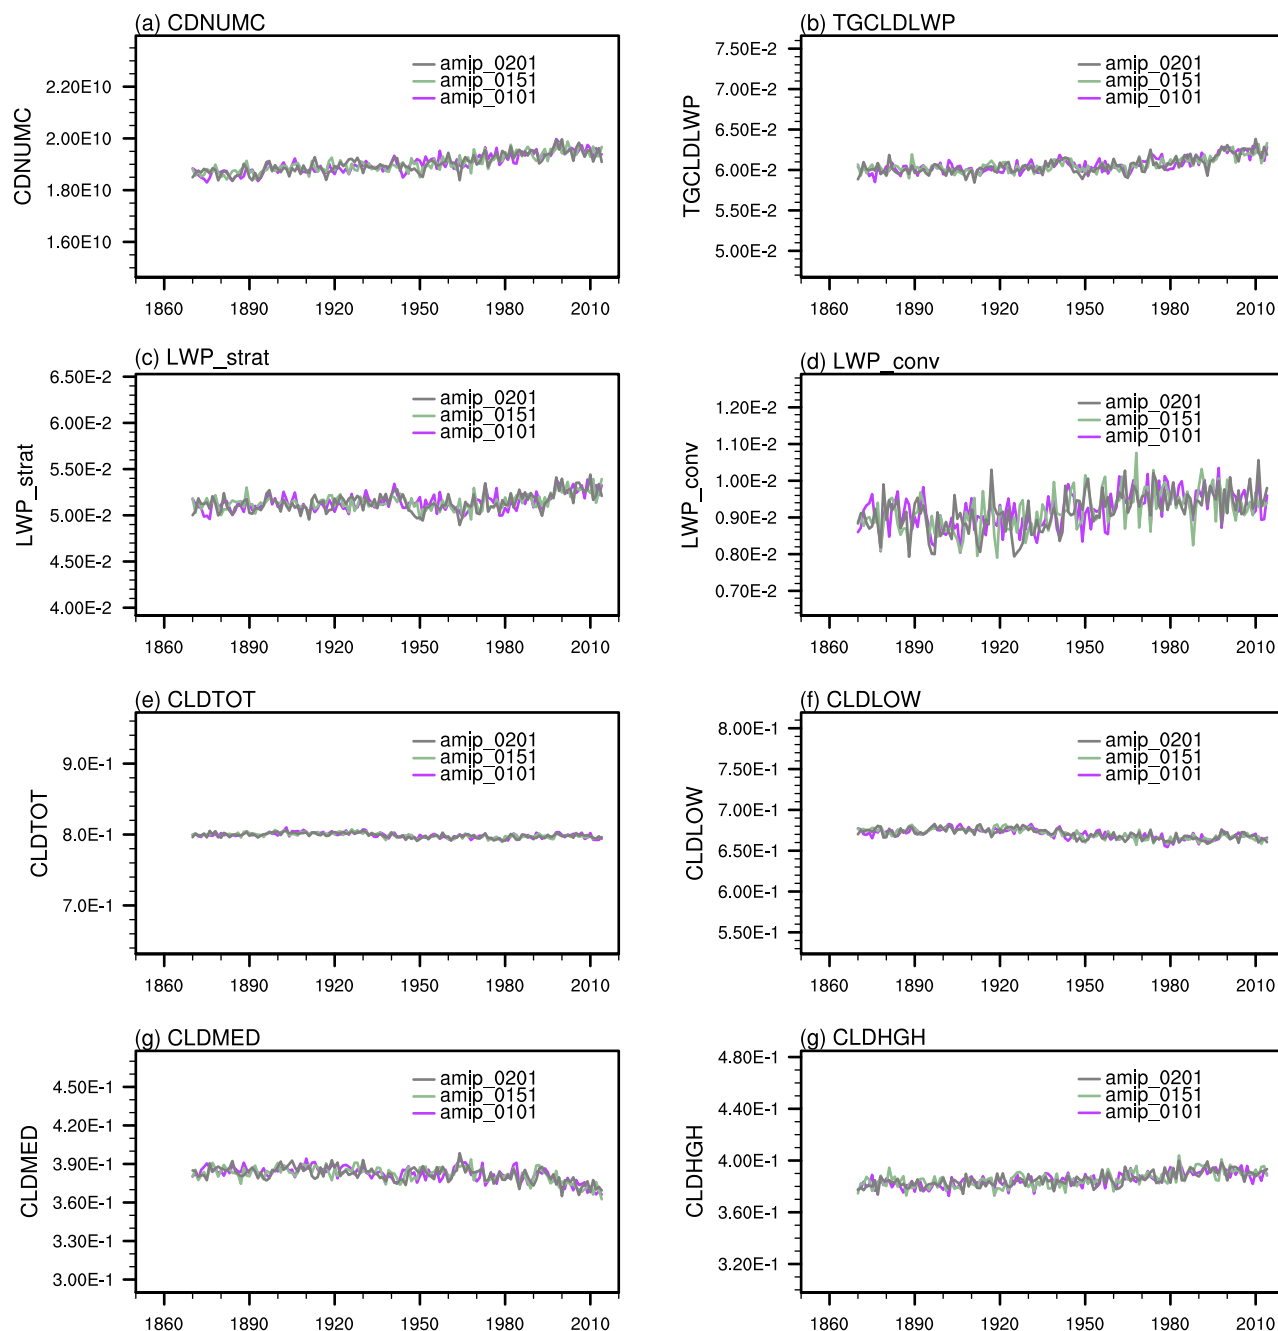 (a) CDNUMC
CDNUMC
2.20E10
2.00E10
1.80E10
1.60E10
amip_0201
amip_0151
amip_0101
1860 1890 1920 1950 1980 2010
(b) TGCLDLWP
TGCLDLWP
7.50E-2
7.00E-2
6.50E-2
6.00E-2
5.50E-2
5.00E-2
amip_0201
amip_0151
amip_0101
1860 1890 1920 1950 1980 2010
(c) LWP_strat
LWP_strat
6.50E-2
6.00E-2
5.50E-2
5.00E-2
4.50E-2
4.00E-2
amip_0201
amip_0151
amip_0101
1860 1890 1920 1950 1980 2010
(d) LWP_conv
LWP_conv
1.20E-2
1.10E-2
1.00E-2
0.90E-2
0.80E-2
0.70E-2
amip_0201
amip_0151
amip_0101
1860 1890 1920 1950 1980 2010
(e) CLDTOT
CLDTOT
9.0E-1
8.0E-1
7.0E-1
amip_0201
amip_0151
amip_0101
1860 1890 1920 1950 1980 2010
(f) CLDLOW
CLDLOW
8.00E-1
7.50E-1
7.00E-1
6.50E-1
6.00E-1
5.50E-1
amip_0201
amip_0151
amip_0101
1860 1890 1920 1950 1980 2010
(g) CLDMED
CLDMED
4.50E-1
4.20E-1
3.90E-1
3.60E-1
3.30E-1
3.00E-1
amip_0201
amip_0151
amip_0101
1860 1890 1920 1950 1980 2010
(g) CLDHGH
CLDHGH
4.80E-1
4.40E-1
4.00E-1
3.60E-1
3.20E-1
amip_0201
amip_0151
amip_0101
1860 1890 1920 1950 1980 2010